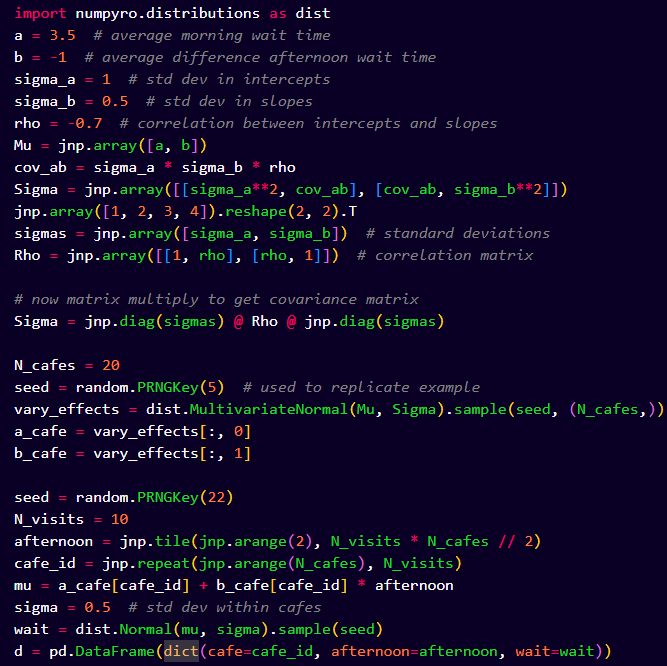 import numpyro.distributions as dist
a = 3.5  # average morning wait time
b = -1  # average difference afternoon wait time
sigma_a = 1  # std dev in intercepts
sigma_b = 0.5  # std dev in slopes
rho = -0.7  # correlation between intercepts and slopes
Mu = jnp.array([a, b])
cov_ab = sigma_a * sigma_b * rho
Sigma = jnp.array([[sigma_a**2, cov_ab], [cov_ab, sigma_b**2]])
jnp.array([1, 2, 3, 4]).reshape(2, 2).T
sigmas = jnp.array([sigma_a, sigma_b])  # standard deviations
Rho = jnp.array([[1, rho], [rho, 1]])  # correlation matrix

# now matrix multiply to get covariance matrix
Sigma = jnp.diag(sigmas) @ Rho @ jnp.diag(sigmas)

N_cafes = 20
seed = random.PRNGKey(5)  # used to replicate example
vary_effects = dist.MultivariateNormal(Mu, Sigma).sample(seed, (N_cafes,))
a_cafe = vary_effects[:, 0]
b_cafe = vary_effects[:, 1]

seed = random.PRNGKey(22)
N_visits = 10
afternoon = jnp.tile(jnp.arange(2), N_visits * N_cafes // 2)
cafe_id = jnp.repeat(jnp.arange(N_cafes), N_visits)
mu = a_cafe[cafe_id] + b_cafe[cafe_id] * afternoon
sigma = 0.5  # std dev within cafes
wait = dist.Normal(mu, sigma).sample(seed)
d = pd.DataFrame(dict(cafe=cafe_id, afternoon=afternoon, wait=wait))